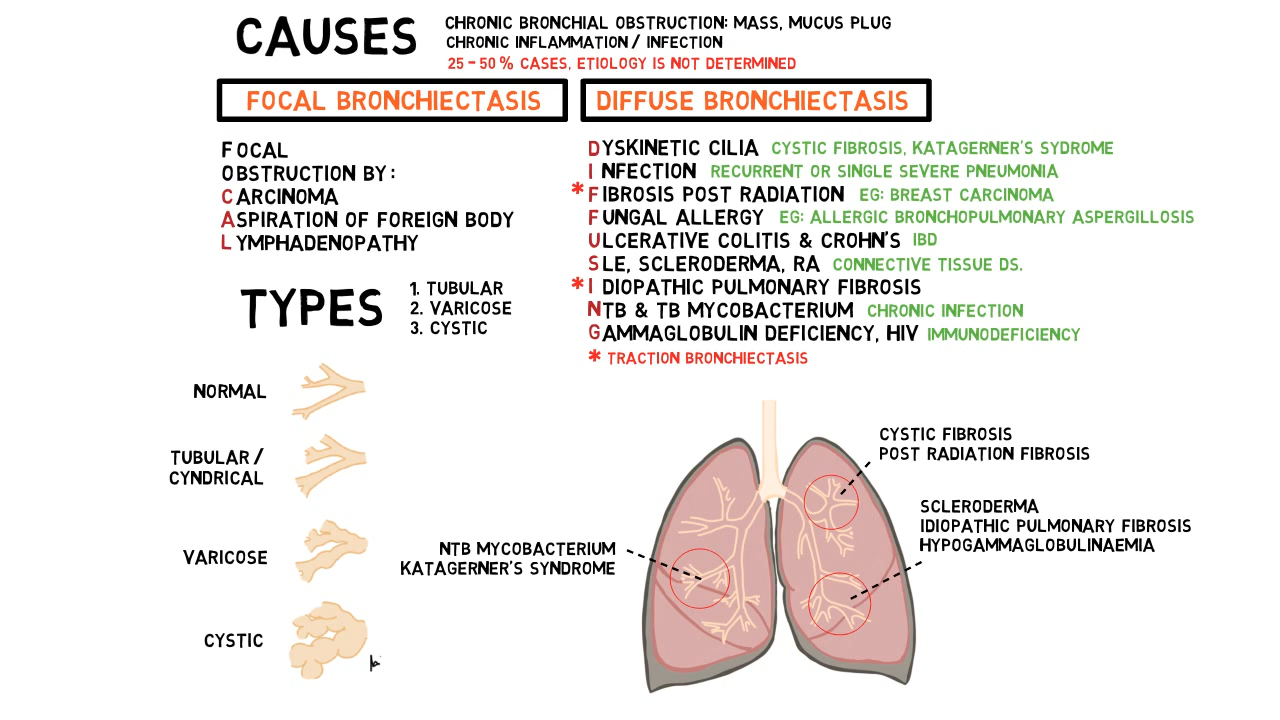 CAUSES
CHRONIC BRONCHIAL OBSTRUCTION: MASS, MUCUS PLUG
CHRONIC INFLAMMATION / INFECTION
25 - 50 % CASES, ETIOLOGY IS NOT DETERMINED
FOCAL BRONCHIECTASIS
FOCAL
OBSTRUCTION BY:
CARCINOMA
ASPIRATION OF FOREIGN BODY
LYMPHADENOPATHY
DIFFUSE BRONCHIECTASIS
DYSKINETIC CILIA CYSTIC FIBROSIS, KATAGERNER'S SYDROME
INFECTION RECURRENT OR SINGLE SEVERE PNEUMONIA
* FIBROSIS POST RADIATION EG: BREAST CARCINOMA
FUNGAL ALLERGY EG: ALLERGIC BRONCHOPULMONARY ASPERGILLOSIS
ULCERATIVE COLITIS & CROHN'S IBD
SLE, SCLERODERMA, RA CONNECTIVE TISSUE DS.
* IDIOPATHIC PULMONARY FIBROSIS
NTB & TB MYCOBACTERIUM CHRONIC INFECTION
GAMMAGLOBULIN DEFICIENCY, HIV IMMUNODEFICIENCY
* TRACTION BRONCHIECTASIS
TYPES
1. TUBULAR
2. VARICOSE
3. CYSTIC
NORMAL
TUBULAR /
CYNDRICAL
VARICOSE
CYSTIC
CYSTIC FIBROSIS
POST RADIATION FIBROSIS
SCLERODERMA
IDIOPATHIC PULMONARY FIBROSIS
HYPOGAMMAGLOBULINAEMIA
NTB MYCOBACTERIUM
KATAGERNER'S SYNDROME